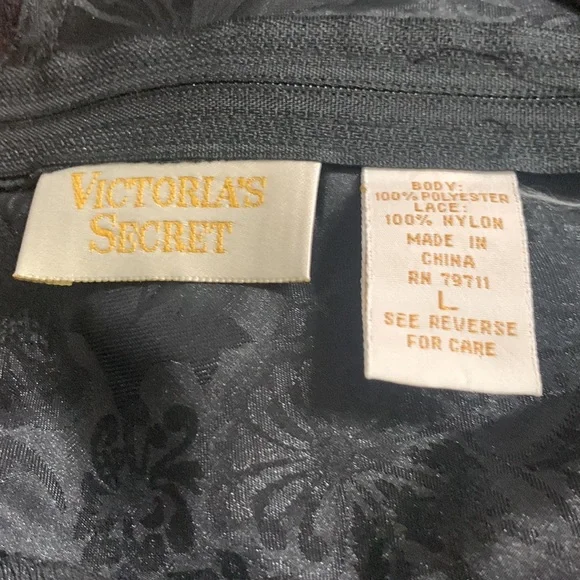 VICTORIA'S
SECRET
BODY:
100% POLYESTER
LACE:
100% NYLON
MADE IN
CHINA
RN 79711
L
SEE REVERSE
FOR CARE